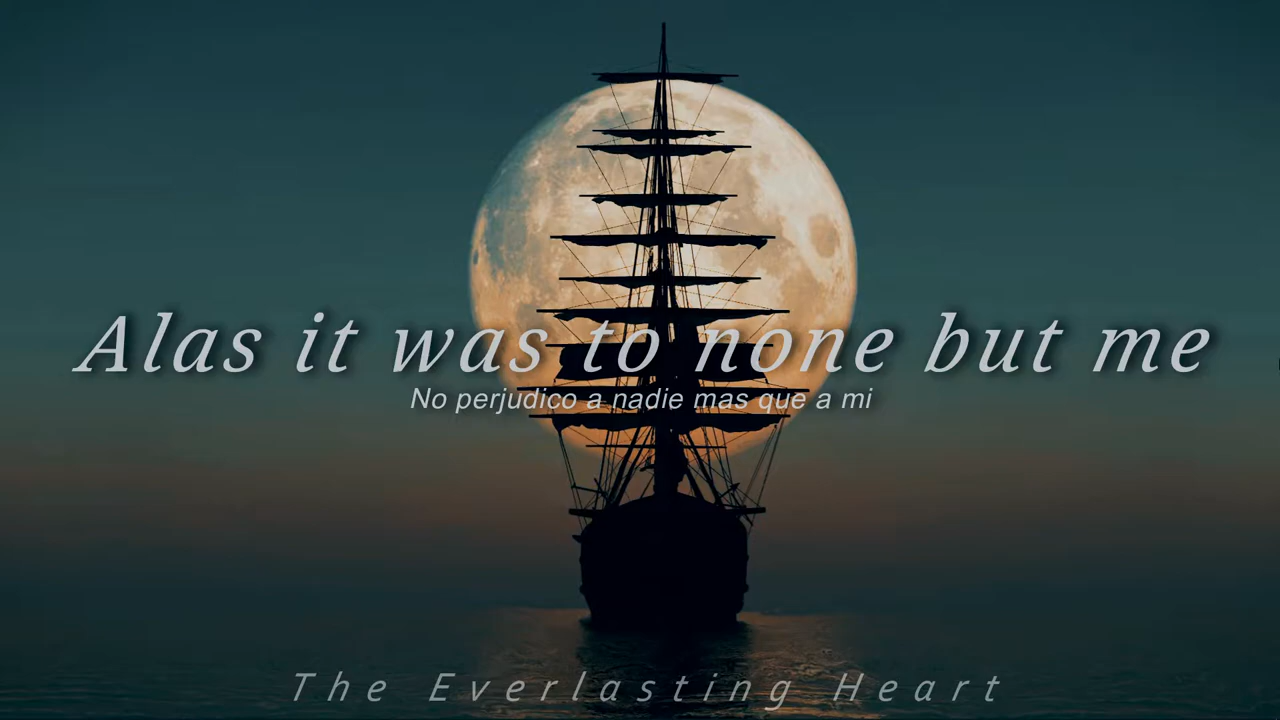 Alas it was to none but me
No perjudico a nadie mas que a mi
The Everlasting Heart